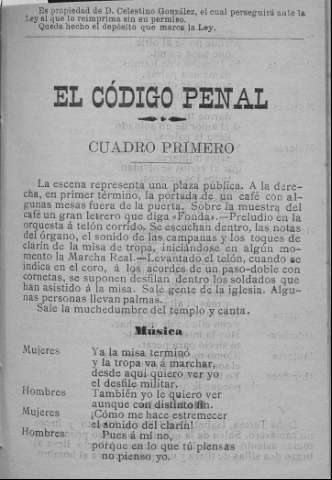 Es propiedad de D. Celestino González, el cual perseguirá ante la
Ley al que lo reimprima sin su permiso.
Queda hecho el depósito que marca la Ley.
EL CÓDIGO PENAL
CUADRO PRIMERO
La escena representa una plaza pública. A la dere-
cha, en primer término, la portada de un café con al-
gunas mesas fuera de la puerta. Sobre la muestra del
café un gran letrero que diga «Fonda».—Preludio en la
orquesta á telón corrido. Se escuchan dentro, las notas
del órgano, el sonido de las campanas y los toques de
clarín de la misa de tropa, iniciándose en algún mo-
mento la Marcha Real.—Levantado el telón, cuando se
indica en el coro, á los acordes de un paso-doble con
cornetas, se suponen desfilan dentro los soldados que
han asistido á la misa. Sale gente de la iglesia. Algu-
nas personas llevan palmas.
Sale la muchedumbre del templo y canta.
Música
Mujeres Ya la misa terminó
y la tropa va á marchar,
desde aquí quiero ver yo
el desfile militar.
Hombres También yo le quiero ver
aunque con distinto fin.
Mujeres ¡Cómo me hace estremecer
el sonido del clarín!
Hombres: Pues á mí no,
porque en lo que tú piensas
no pienso yo.